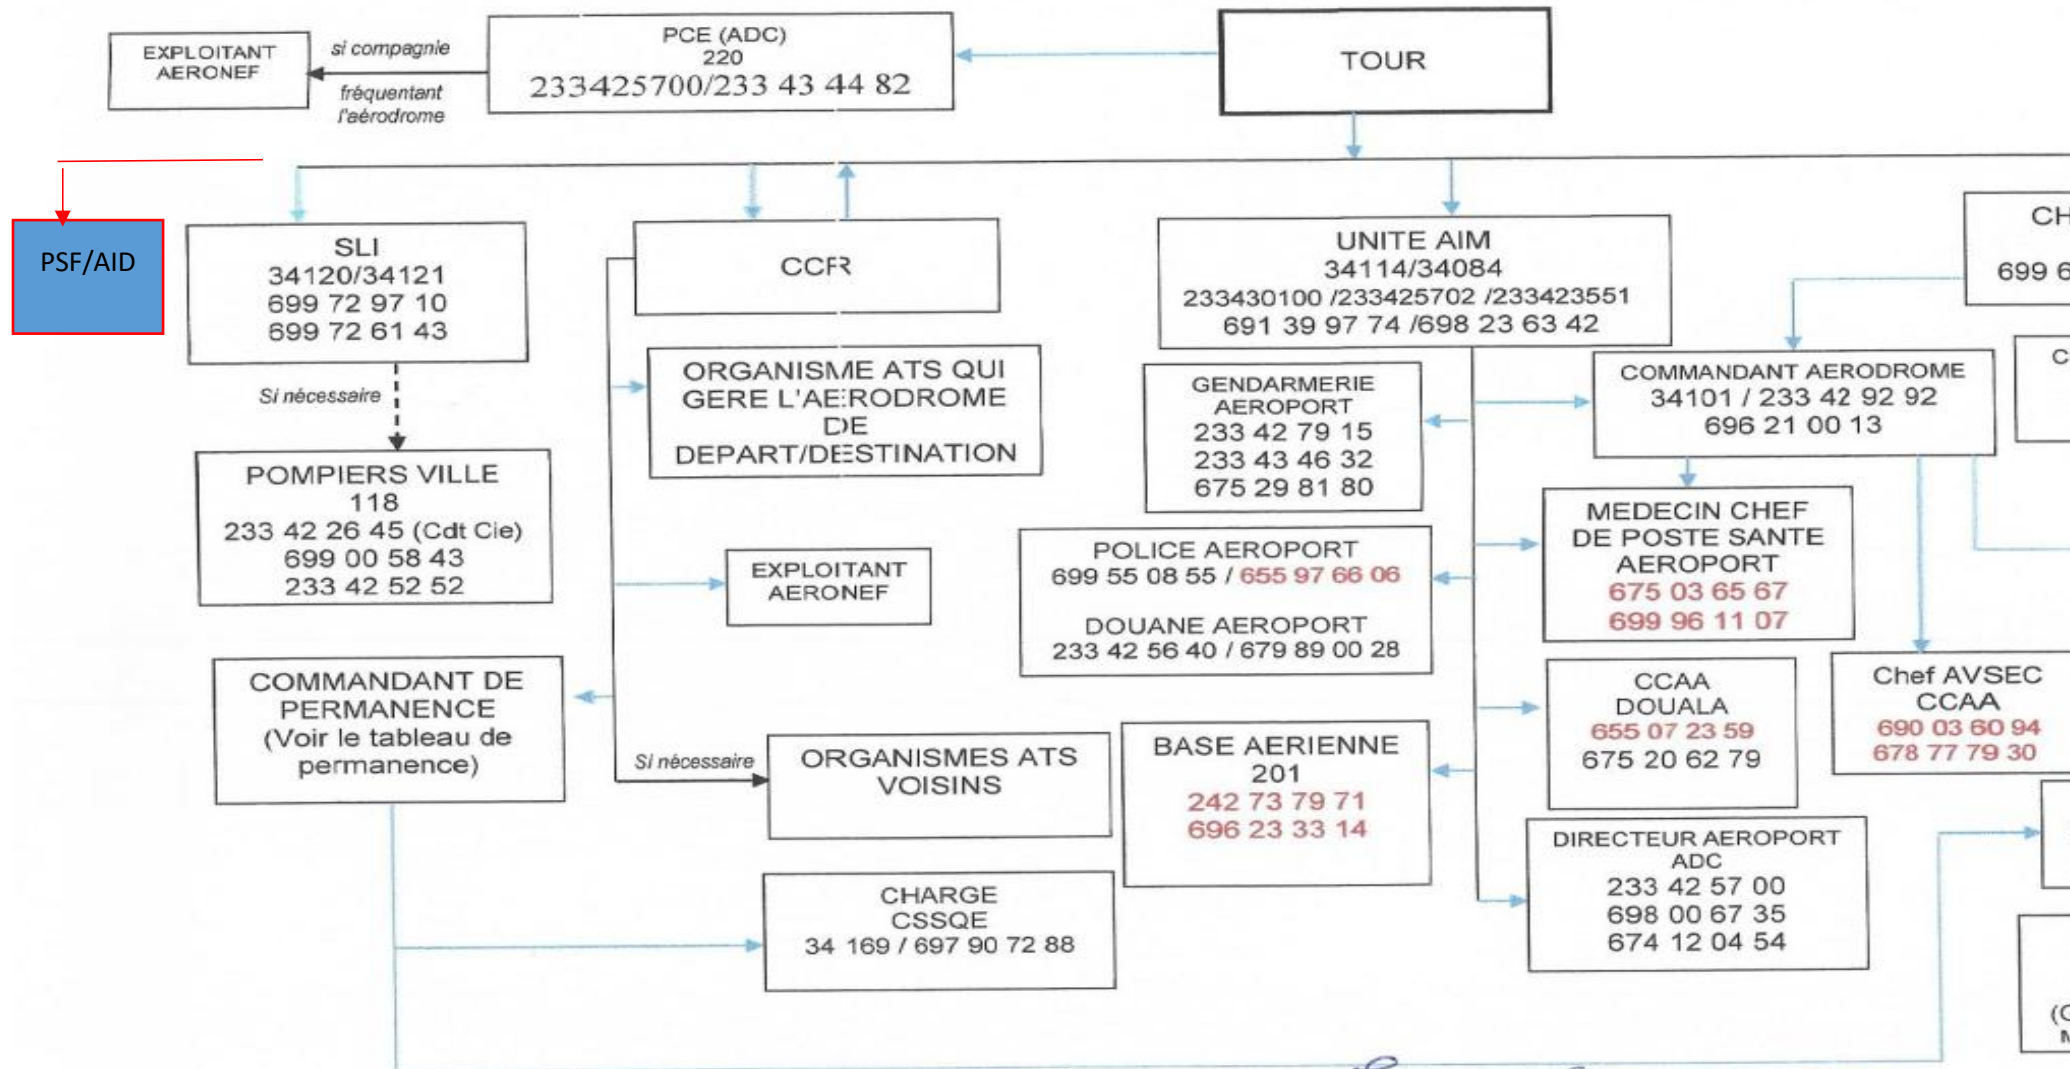 EXPLOITANT
AERONEF
si compagnie
fréquentant
l'aérodrome
PCE (ADC)
220
233425700/233 43 44 82
TOUR
PSF/AID
SLI
34120/34121
699 72 97 10
699 72 61 43
Si nécessaire
POMPIERS VILLE
118
233 42 26 45 (Cdt Cie)
699 00 58 43
233 42 52 52
COMMANDANT DE
PERMANENCE
(Voir le tableau de
permanence)
CCFR
ORGANISME ATS QUI
GERE L'AERODROME
DE
DEPART/DESTINATION
EXPLOITANT
AERONEF
Si nécessaire
ORGANISMES ATS
VOISINS
CHARGE
CSSQE
34 169 / 697 90 72 88
UNITE AIM
34114/34084
233430100 /233425702 /233423551
691 39 97 74 /698 23 63 42
GENDARMERIE
AEROPORT
233 42 79 15
233 43 46 32
675 29 81 80
POLICE AEROPORT
699 55 08 55 / 655 97 66 06
DOUANE AEROPORT
233 42 56 40 / 679 89 00 28
BASE AERIENNE
201
242 73 79 71
696 23 33 14
COMMANDANT AERODROME
34101 / 233 42 92 92
696 21 00 13
MEDECIN CHEF
DE POSTE SANTE
AEROPORT
675 03 65 67
699 96 11 07
CCAA
DOUALA
655 07 23 59
675 20 62 79
DIRECTEUR AEROPORT
ADC
233 42 57 00
698 00 67 35
674 12 04 54
Chef AVSEC
CCAA
690 03 60 94
678 77 79 30
CH
699 6
C
(C